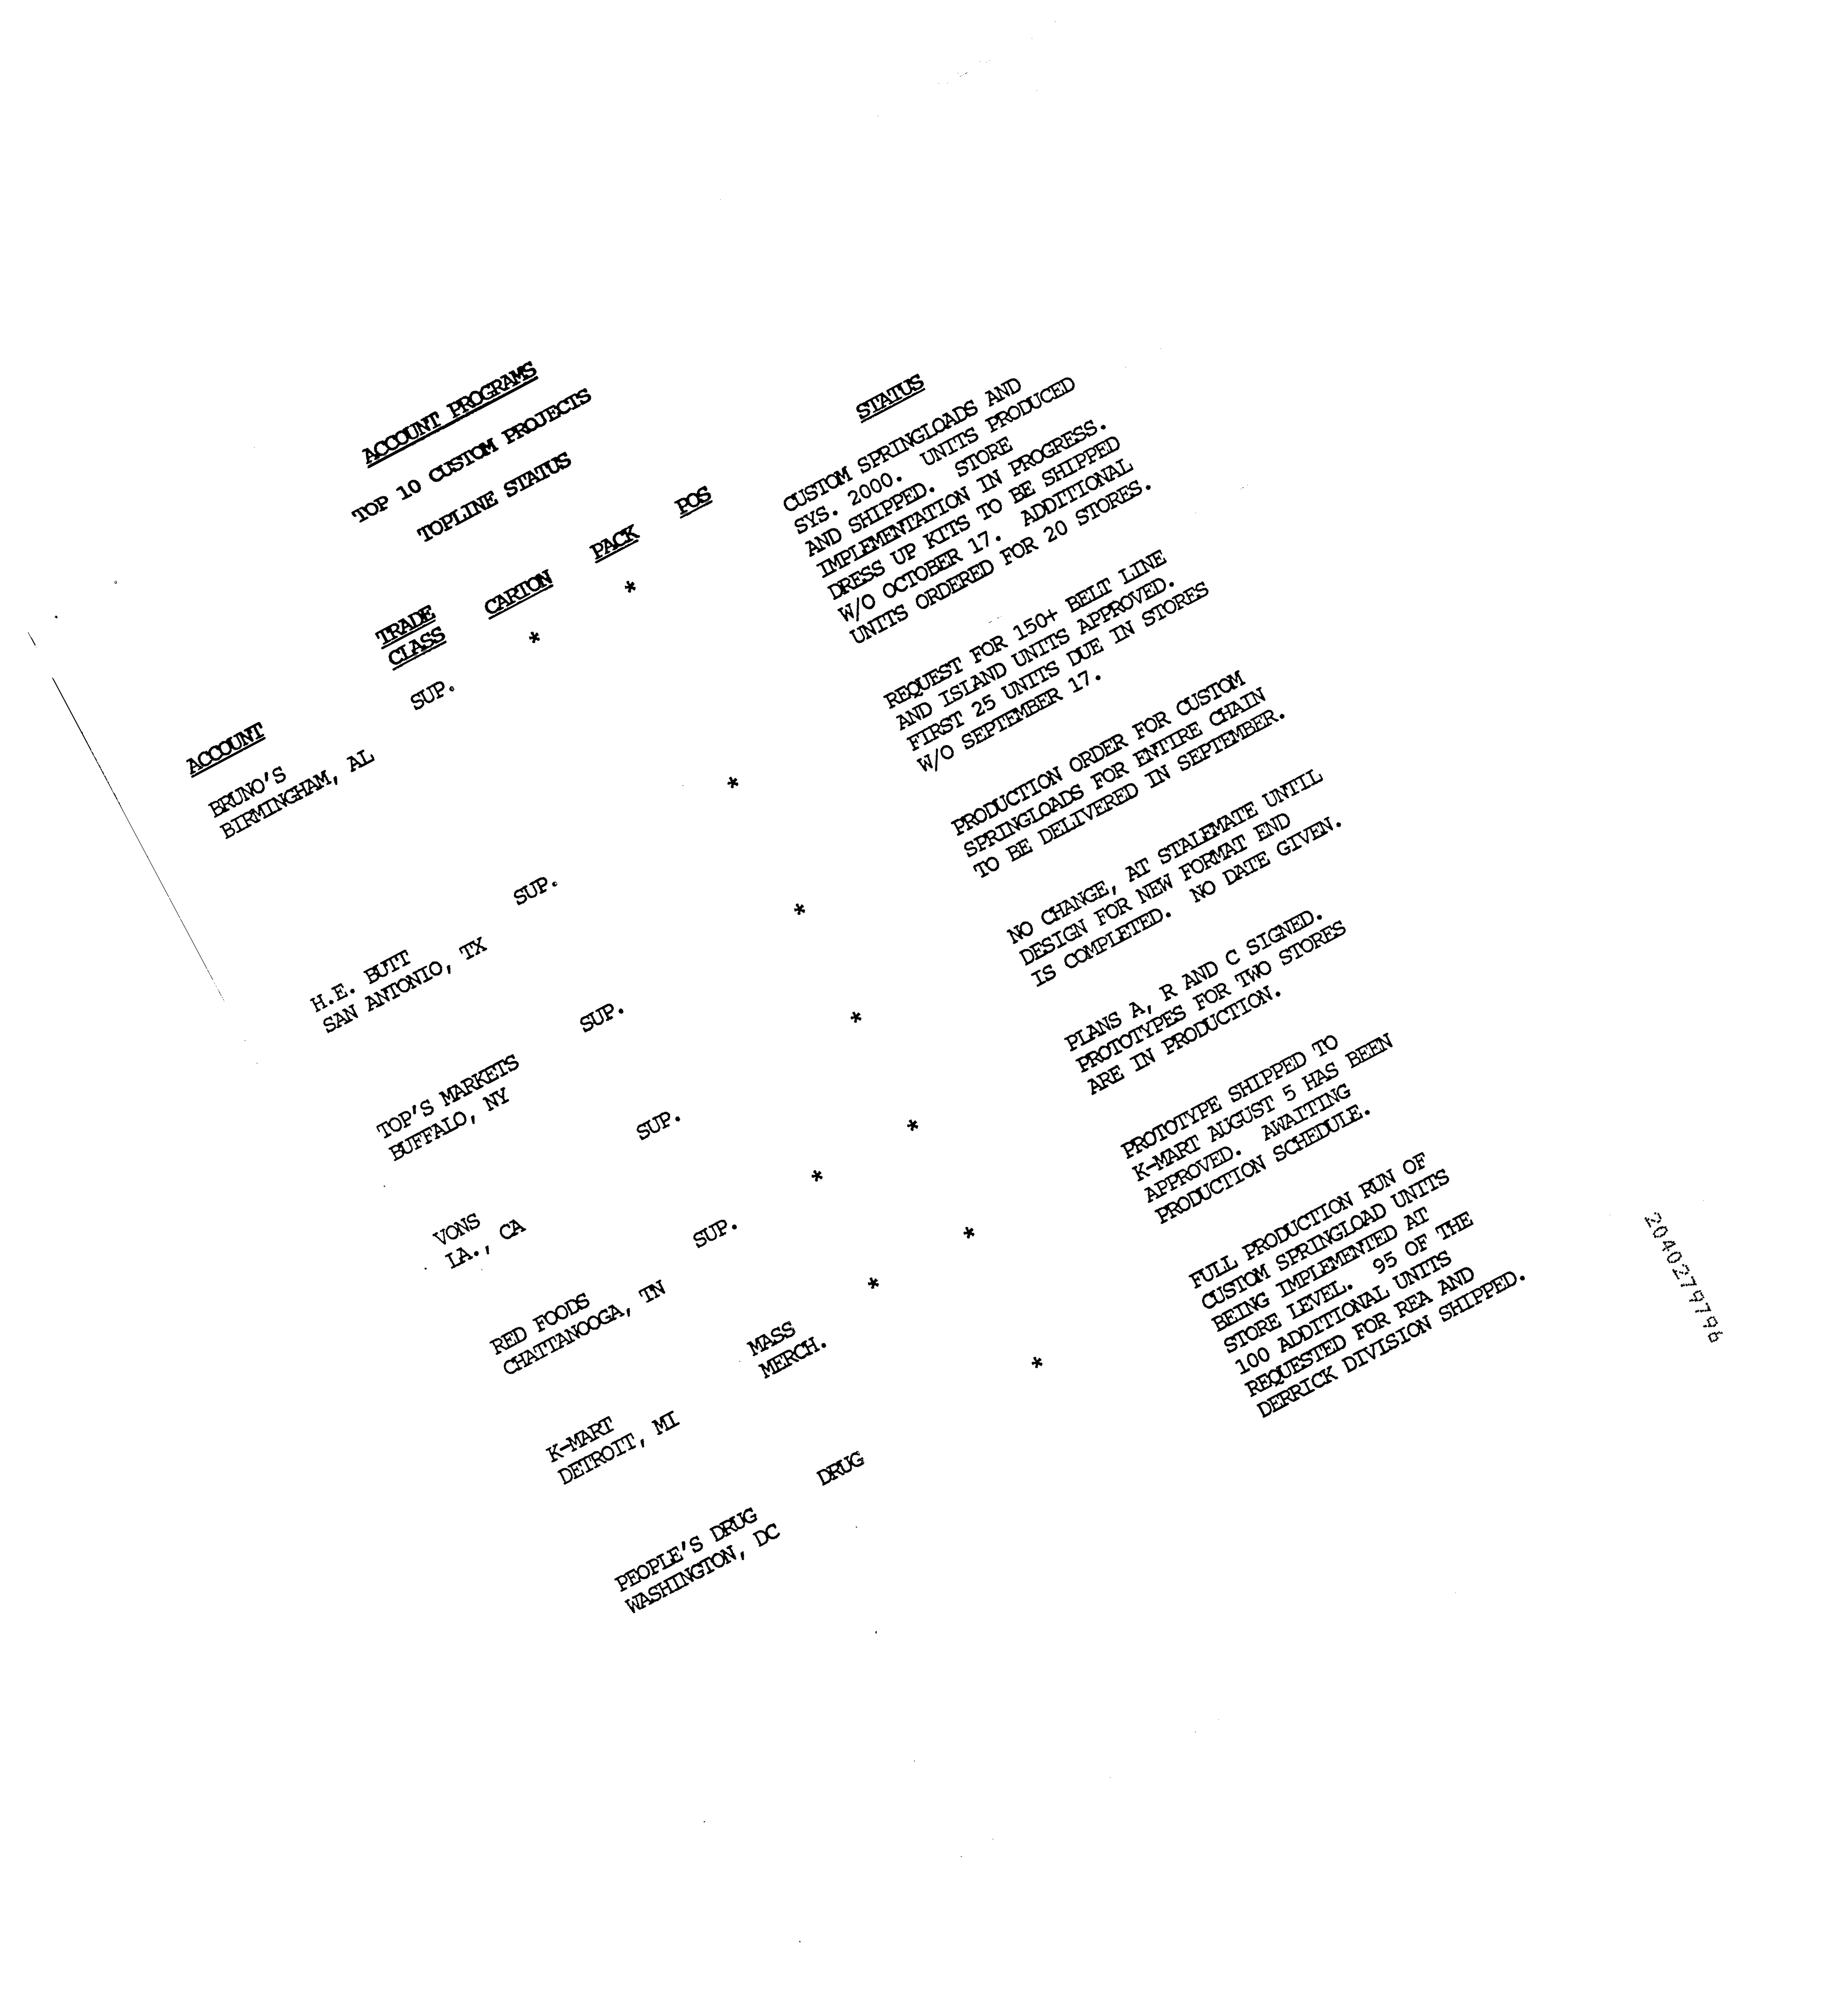 ACCOUNT PROGRAMS
TOP 10 CUSTOM PROJECTS
TOPLINE STATUS
TRADE
ACCOUNT CLASS CARTON PACK POS STATUS
BRUNO'S SUP. * * CUSTOM SPRINGLOADS AND
BIRMINGHAM, AL SYS. 2000. UNITS PRODUCED
AND SHIPPED. STORE
IMPLEMENTATION IN PROGRESS.
DRESS UP KITS TO BE SHIPPED
W/O OCTOBER 17. ADDITIONAL
UNITS ORDERED FOR 20 STORES.
H.E. BUTT SUP. * REQUEST FOR 150+ BELT LINE
SAN ANTONIO, TX AND ISLAND UNITS APPROVED.
FIRST 25 UNITS DUE IN STORES
W/O SEPTEMBER 17.
TOP'S MARKETS SUP. * PRODUCTION ORDER FOR CUSTOM
BUFFALO, NY SPRINGLOADS FOR ENTIRE CHAIN
TO BE DELIVERED IN SEPTEMBER.
VONS SUP. * NO CHANGE, AT STALEMATE UNTIL
LA., CA DESIGN FOR NEW FORMAT END
IS COMPLETED. NO DATE GIVEN.
RED FOODS SUP. * * PLANS A, R AND C SIGNED.
CHATTANOOGA, TN PROTOTYPES FOR TWO STORES
ARE IN PRODUCTION.
K-MART MASS * * PROTOTYPE SHIPPED TO
DETROIT, MI MERCH. K-MART AUGUST 5 HAS BEEN
APPROVED. AWAITING
PRODUCTION SCHEDULE.
PEOPLE'S DRUG DRUG * FULL PRODUCTION RUN OF
WASHINGTON, DC CUSTOM SPRINGLOAD UNITS
BEING IMPLEMENTED AT
STORE LEVEL. 95 OF THE
100 ADDITIONAL UNITS
REQUESTED FOR REA AND
DERRICK DIVISION SHIPPED.
2040279796